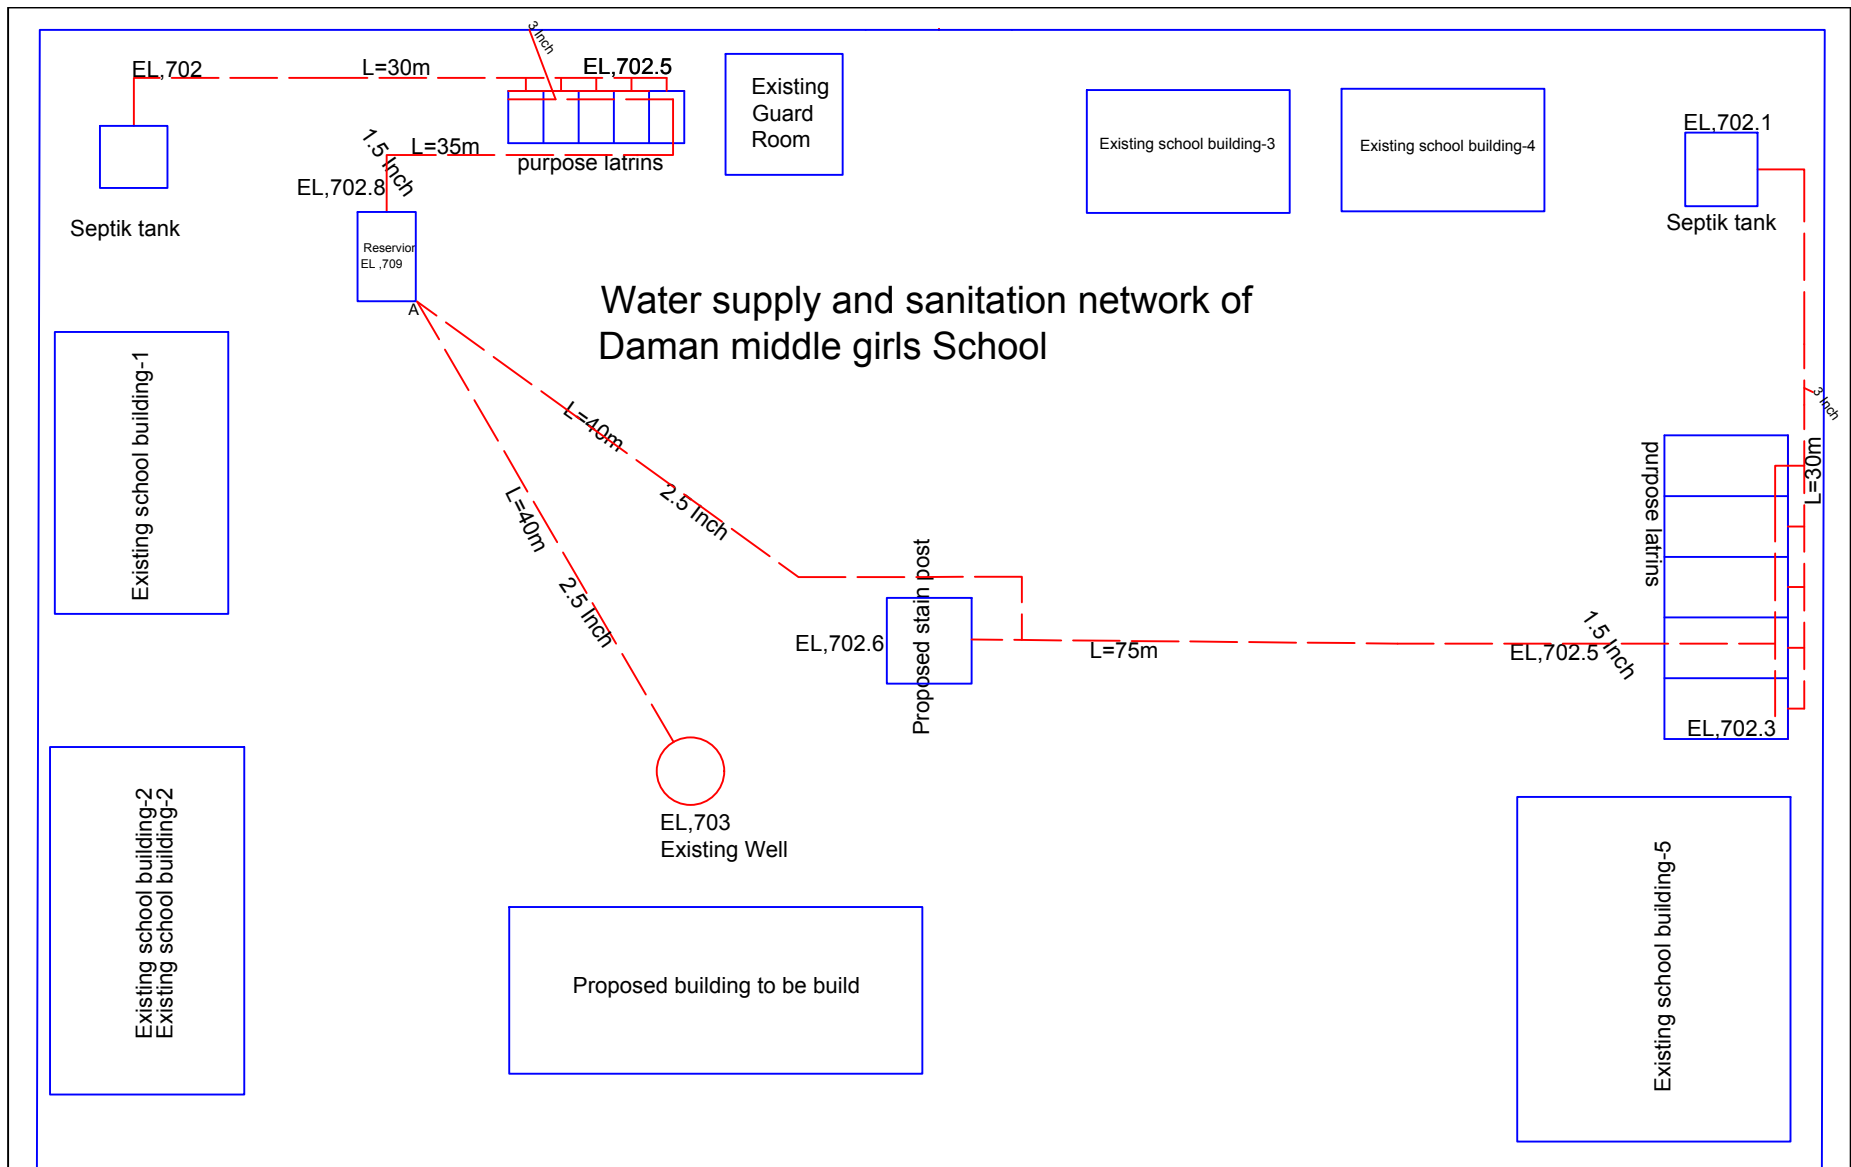 3 Inch
EL,702
L=30m
EL,702.5
Existing
Guard
Room
Existing school building-3
Existing school building-4
EL,702.1
1.5 Inch
L=35m
purpose latrins
EL,702.8
Septik tank
Septik tank
Reservior
EL ,709
A
Water supply and sanitation network of
Daman middle girls School
Existing school building-1
L=40m
2.5 Inch
L=40m
2.5 Inch
3 Inch
L=30m
purpose latrins
Proposed stain post
EL,702.6
L=75m
EL,702.5
1.5 Inch
EL,702.3
EL,703
Existing Well
Existing school building-2
Existing school building-2
Proposed building to be build
Existing school building-5